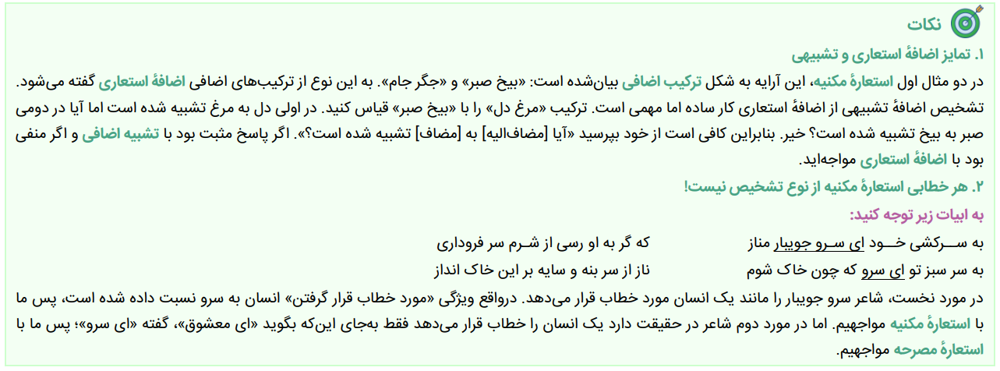 نکات
۱. تمایز اضافهٔ استعاری و تشبیهی
در دو مثال اول استعارهٔ مکنیه، این آرایه به شکل ترکیب اضافی بیان‌شده است: «بیخ صبر» و «جگر جام». به این نوع از ترکیب‌های اضافی اضافهٔ استعاری گفته می‌شود.
تشخیص اضافهٔ تشبیهی از اضافهٔ استعاری کار ساده اما مهمی است. ترکیب «مرغ دل» را با «بیخ صبر» قیاس کنید. در اولی دل به مرغ تشبیه شده است اما آیا در دومی
صبر به بیخ تشبیه شده است؟ خیر. بنابراین کافی است از خود بپرسید «آیا [مضاف‌الیه] به [مضاف] تشبیه شده است؟». اگر پاسخ مثبت بود با تشبیه اضافی و اگر منفی
بود با اضافهٔ استعاری مواجه‌اید.
۲. هر خطابی استعارهٔ مکنیه از نوع تشخیص نیست!
به ابیات زیر توجه کنید:
به ســرکشی خــود ای سـرو جویبار مناز که گر به او رسی از شـرم سر فروداری
به سر سبز تو ای سرو که چون خاک شوم ناز از سر بنه و سایه بر این خاک انداز
در مورد نخست، شاعر سرو جویبار را مانند یک انسان مورد خطاب قرار می‌دهد. درواقع ویژگی «مورد خطاب قرار گرفتن» انسان به سرو نسبت داده شده است، پس ما
با استعارهٔ مکنیه مواجهیم. اما در مورد دوم شاعر در حقیقت دارد یک انسان را خطاب قرار می‌دهد فقط به‌جای این‌که بگوید «ای معشوق»، گفته «ای سرو»؛ پس ما با
استعارهٔ مصرحه مواجهیم.